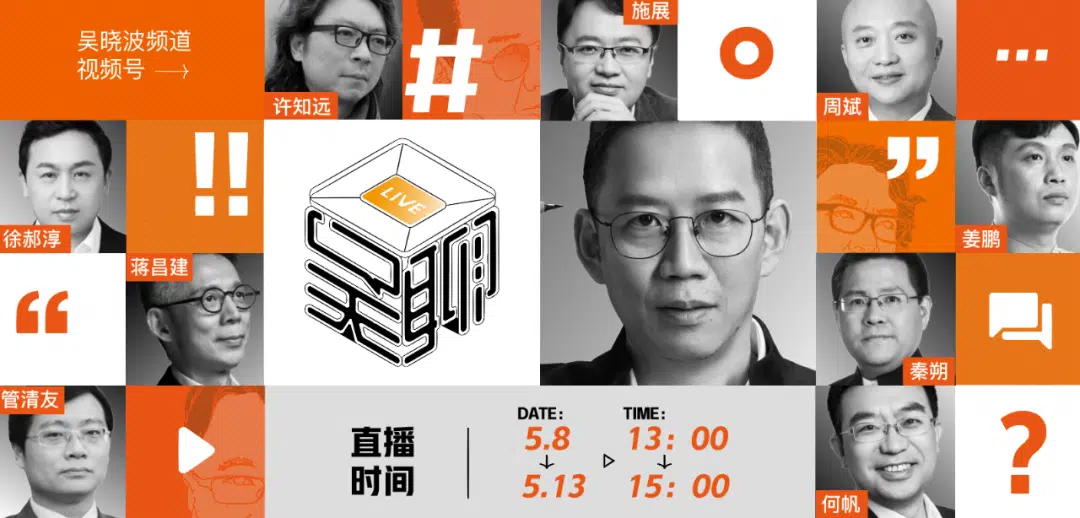 吴晓波频道
视频号
许知远
#
施展
周斌
...
!!
徐郝淳
蒋昌建
LIVE
吴聊
”
姜鹏
“
秦朔
管清友
直播
时间
DATE:
5.8
5.13
TIME:
13: 00
15: 00
何帆
?